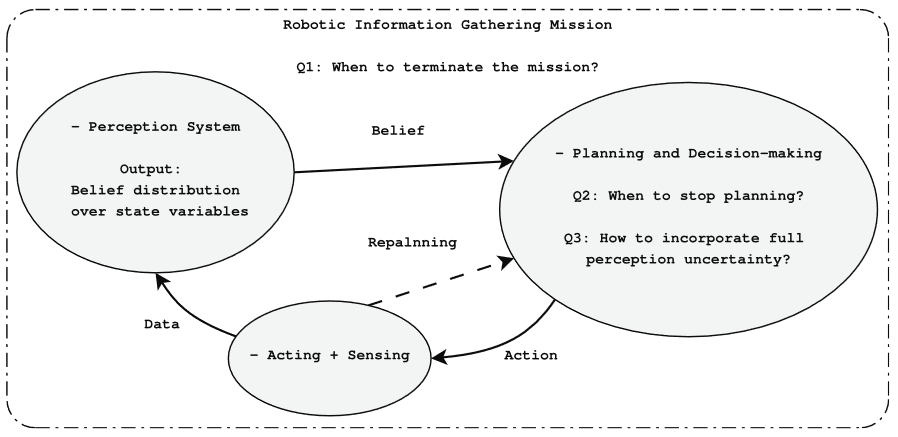 Robotic Information Gathering Mission
Q1: When to terminate the mission?
- Perception System
Output:
Belief distribution
over state variables
Belief
- Planning and Decision-making
Q2: When to stop planning?
Q3: How to incorporate full
perception uncertainty?
Repalnning
Data
- Acting + Sensing
Action